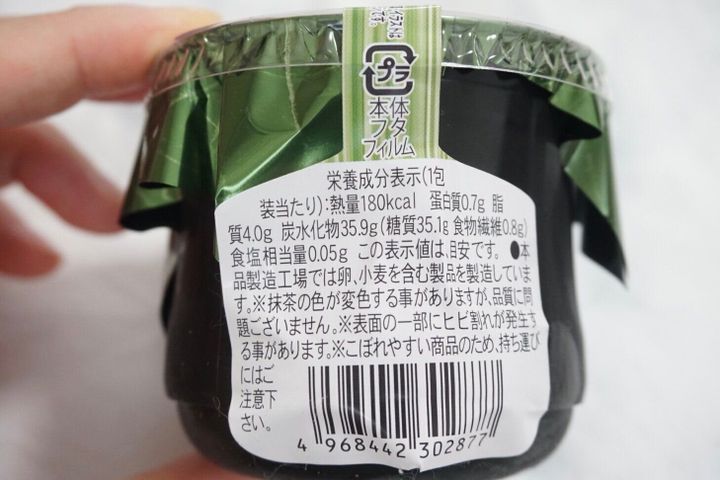 プラ
本体
フタ
フィルム
栄養成分表示(1包
装当たり):熱量180kcal 蛋白質0.7g 脂
質4.0g 炭水化物35.9g(糖質35.1g 食物繊維0.8g)
食塩相当量0.05g この表示値は、目安です。 ●本
品製造工場では卵、小麦を含む製品を製造していま
す。※抹茶の色が変色する事がありますが、品質に問
題ございません。※表面の一部にヒビ割れが発生す
る事があります。※こぼれやすい商品のため、持ち運び
にはご
注意下
さい。
4 968442 302877